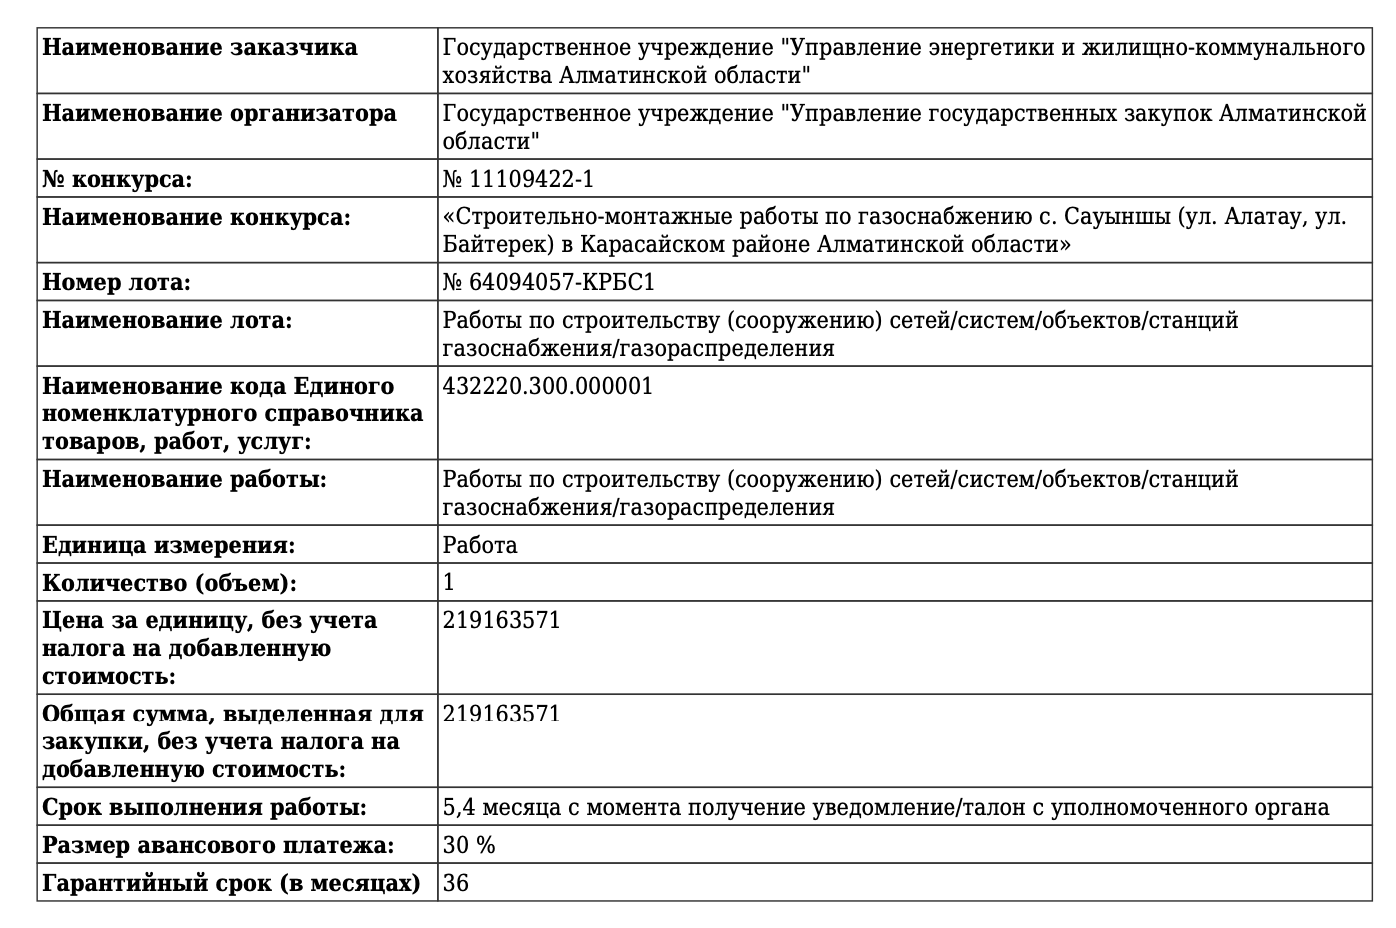 Наименование заказчика
Государственное учреждение "Управление энергетики и жилищно-коммунального
хозяйства Алматинской области"
Наименование организатора
Государственное учреждение "Управление государственных закупок Алматинской
области"
№ конкурса:
№ 11109422-1
Наименование конкурса:
«Строительно-монтажные работы по газоснабжению с. Сауыншы (ул. Алатау, ул.
Байтерек) в Карасайском районе Алматинской области»
Номер лота:
№ 64094057-КРБС1
Наименование лота:
Работы по строительству (сооружению) сетей/систем/объектов/станций
газоснабжения/газораспределения
Наименование кода Единого
номенклатурного справочника
товаров, работ, услуг:
432220.300.000001
Наименование работы:
Работы по строительству (сооружению) сетей/систем/объектов/станций
газоснабжения/газораспределения
Единица измерения:
Работа
Количество (объем):
1
Цена за единицу, без учета
налога на добавленную
стоимость:
219163571
Общая сумма, выделенная для
закупки, без учета налога на
добавленную стоимость:
219163571
Срок выполнения работы:
5,4 месяца с момента получение уведомление/талон с уполномоченного органа
Размер авансового платежа:
30 %
Гарантийный срок (в месяцах)
36